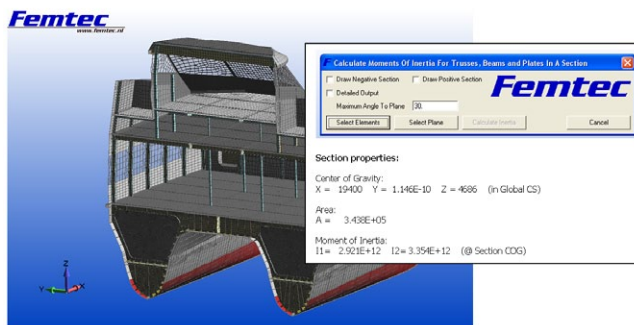 Femtec
www.femtec.nl
Calculate Moments Of Inertia For Trusses, Beams and Plates In A Section
Draw Negative Section Draw Positive Section
Detailed Output
Femtec
Maximum Angle To Plane 30.
Select Elements Select Plane Calculate Inertia Cancel
Section properties:
Center of Gravity:
X = 19400 Y = 1.146E-10 Z = 4686 (in Global CS)
Area:
A = 3.438E+05
Moment of Inertia:
I1= 2.921E+12 I2= 3.354E+12 (@ Section COG)
Z
Y X